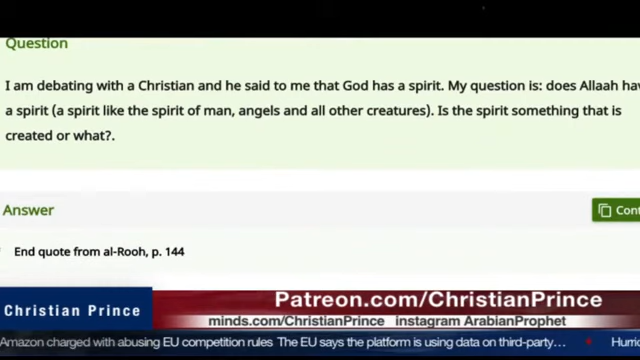 Question
I am debating with a Christian and he said to me that God has a spirit. My question is: does Allaah hav
a spirit (a spirit like the spirit of man, angels and all other creatures). Is the spirit something that is
created or what?.
Answer
Cont
End quote from al-Rooh, p. 144
Christian Prince
Patreon.com/ChristianPrince
minds.com/ChristianPrince instagram ArabianProphet
Amazon charged with abusing EU competition rules The EU says the platform is using data on third-party… Huma